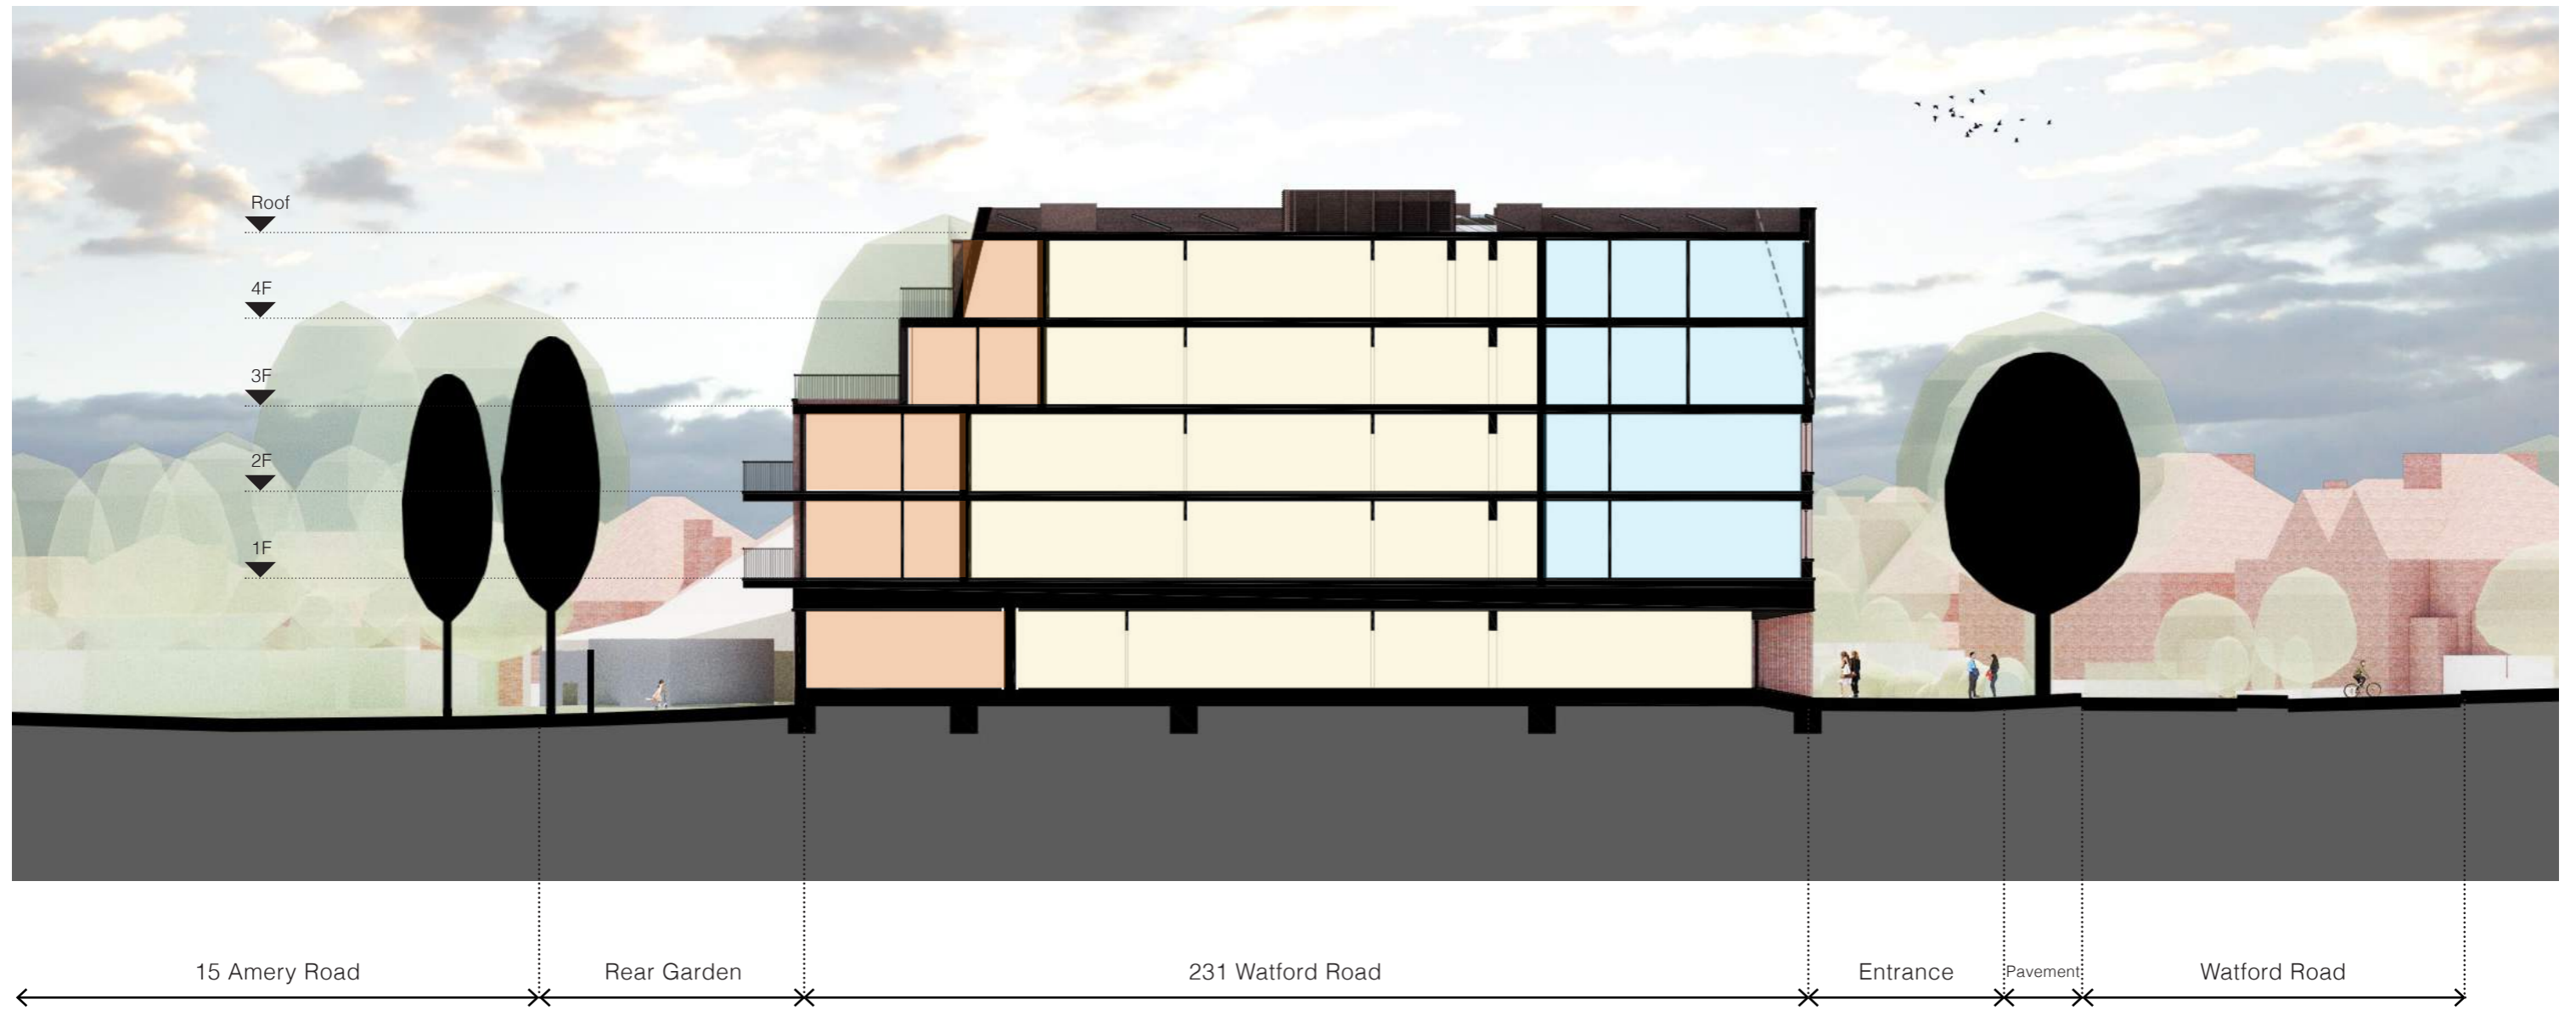 Roof
4F
3F
2F
1F
15 Amery Road
Rear Garden
231 Watford Road
Entrance
Pavement
Watford Road